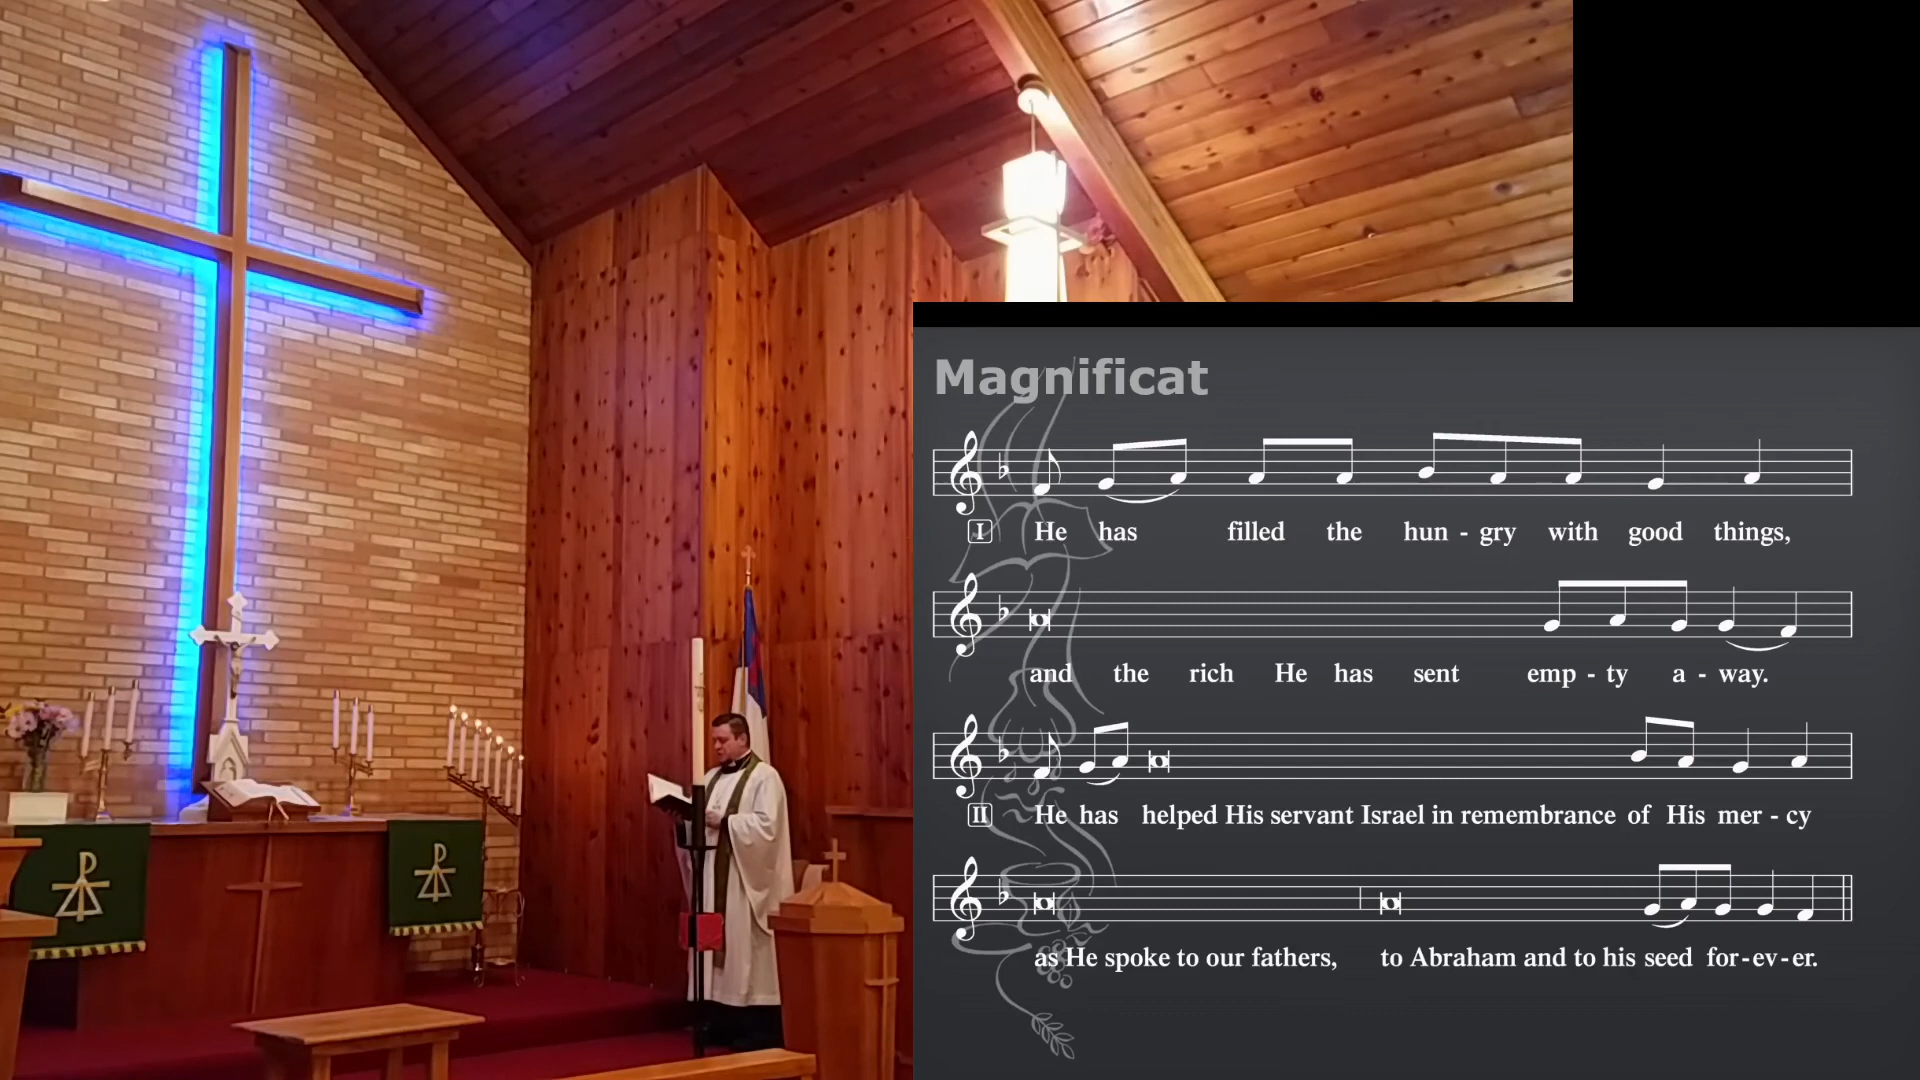 Magnificat
I He has filled the hun - gry with good things,
and the rich He has sent emp - ty a - way.
II He has helped His servant Israel in remembrance of His mer - cy
as He spoke to our fathers, to Abraham and to his seed for - ev - er.